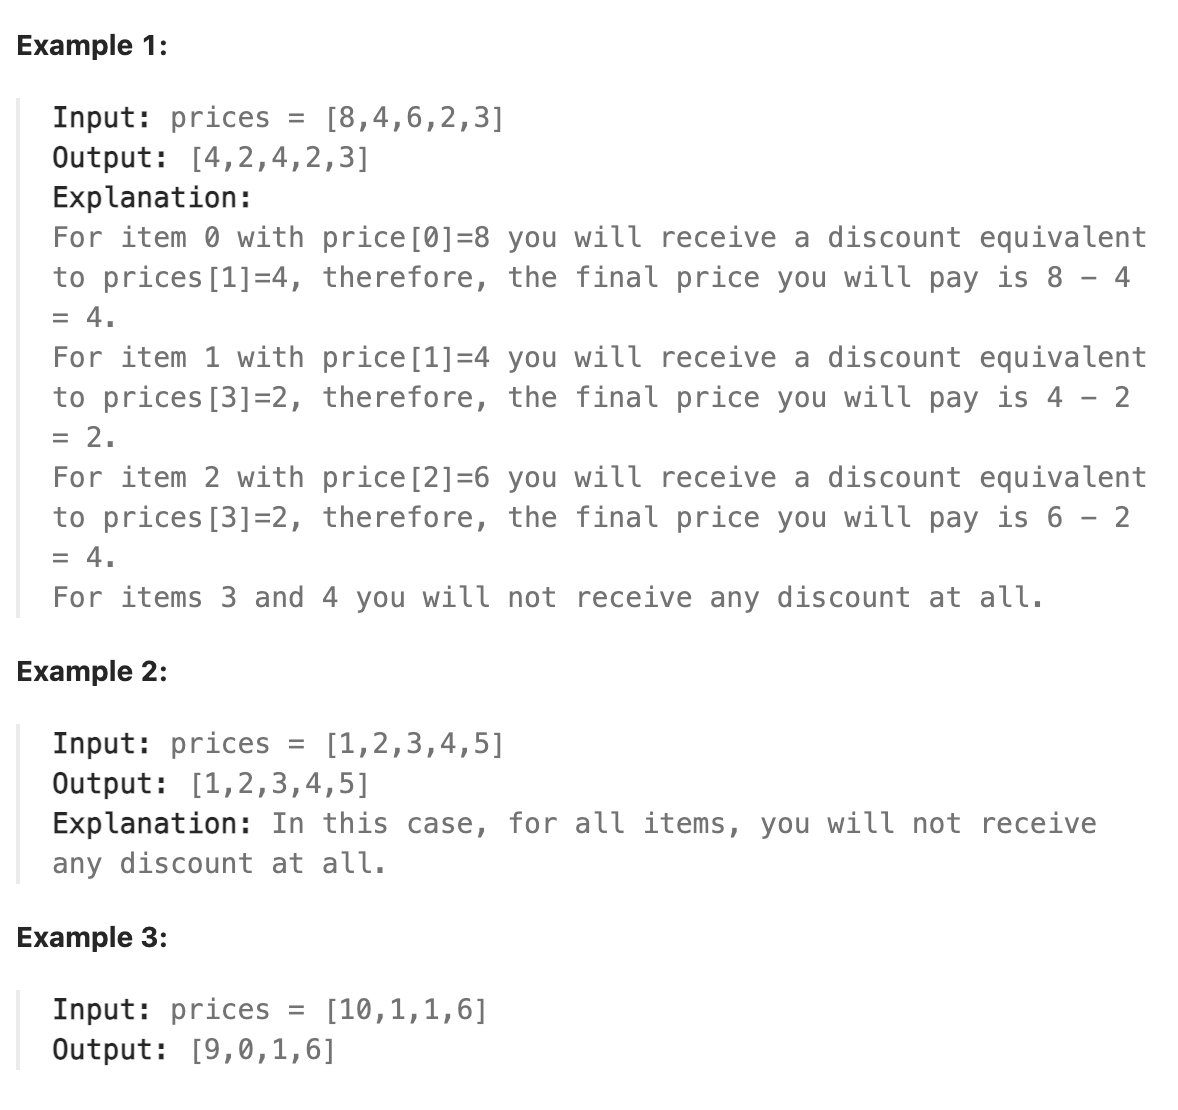 Example 1:
Input: prices = [8,4,6,2,3]
Output: [4,2,4,2,3]
Explanation:
For item 0 with price[0]=8 you will receive a discount equivalent
to prices[1]=4, therefore, the final price you will pay is 8 - 4
= 4.
For item 1 with price[1]=4 you will receive a discount equivalent
to prices[3]=2, therefore, the final price you will pay is 4 - 2
= 2.
For item 2 with price[2]=6 you will receive a discount equivalent
to prices[3]=2, therefore, the final price you will pay is 6 - 2
= 4.
For items 3 and 4 you will not receive any discount at all.
Example 2:
Input: prices = [1,2,3,4,5]
Output: [1,2,3,4,5]
Explanation: In this case, for all items, you will not receive
any discount at all.
Example 3:
Input: prices = [10,1,1,6]
Output: [9,0,1,6]